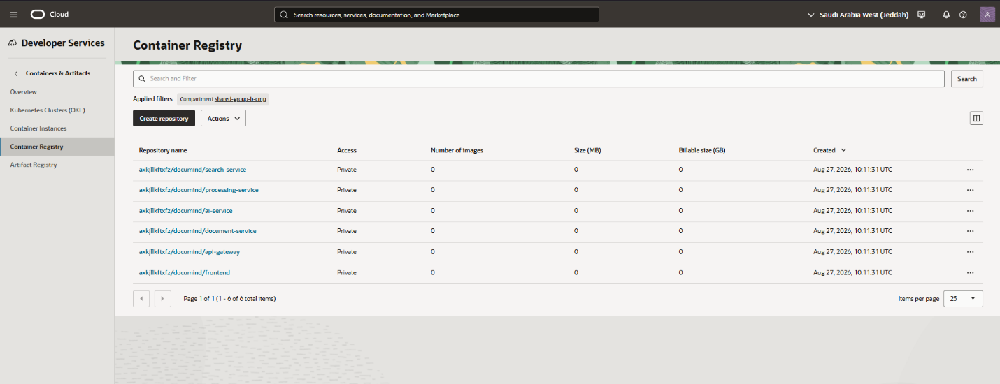 Cloud
Search resources, services, documentation, and Marketplace
Saudi Arabia West (Jeddah)
Developer Services
Containers & Artifacts
Overview
Kubernetes Clusters (OKE)
Container Instances
Container Registry
Artifact Registry
Container Registry
Search and Filter
Search
Applied filters Compartment shared-group-b-cmp
Create repository Actions
Repository name Access Number of images Size (MB) Billable size (GB) Created
axkjllkftxfz/documind/search-service Private 0 0 0 Aug 27, 2026, 10:11:31 UTC
axkjllkftxfz/documind/processing-service Private 0 0 0 Aug 27, 2026, 10:11:31 UTC
axkjllkftxfz/documind/ai-service Private 0 0 0 Aug 27, 2026, 10:11:31 UTC
axkjllkftxfz/documind/document-service Private 0 0 0 Aug 27, 2026, 10:11:31 UTC
axkjllkftxfz/documind/api-gateway Private 0 0 0 Aug 27, 2026, 10:11:31 UTC
axkjllkftxfz/documind/frontend Private 0 0 0 Aug 27, 2026, 10:11:31 UTC
Page 1 of 1 (1 - 6 of 6 total items) Items per page 25